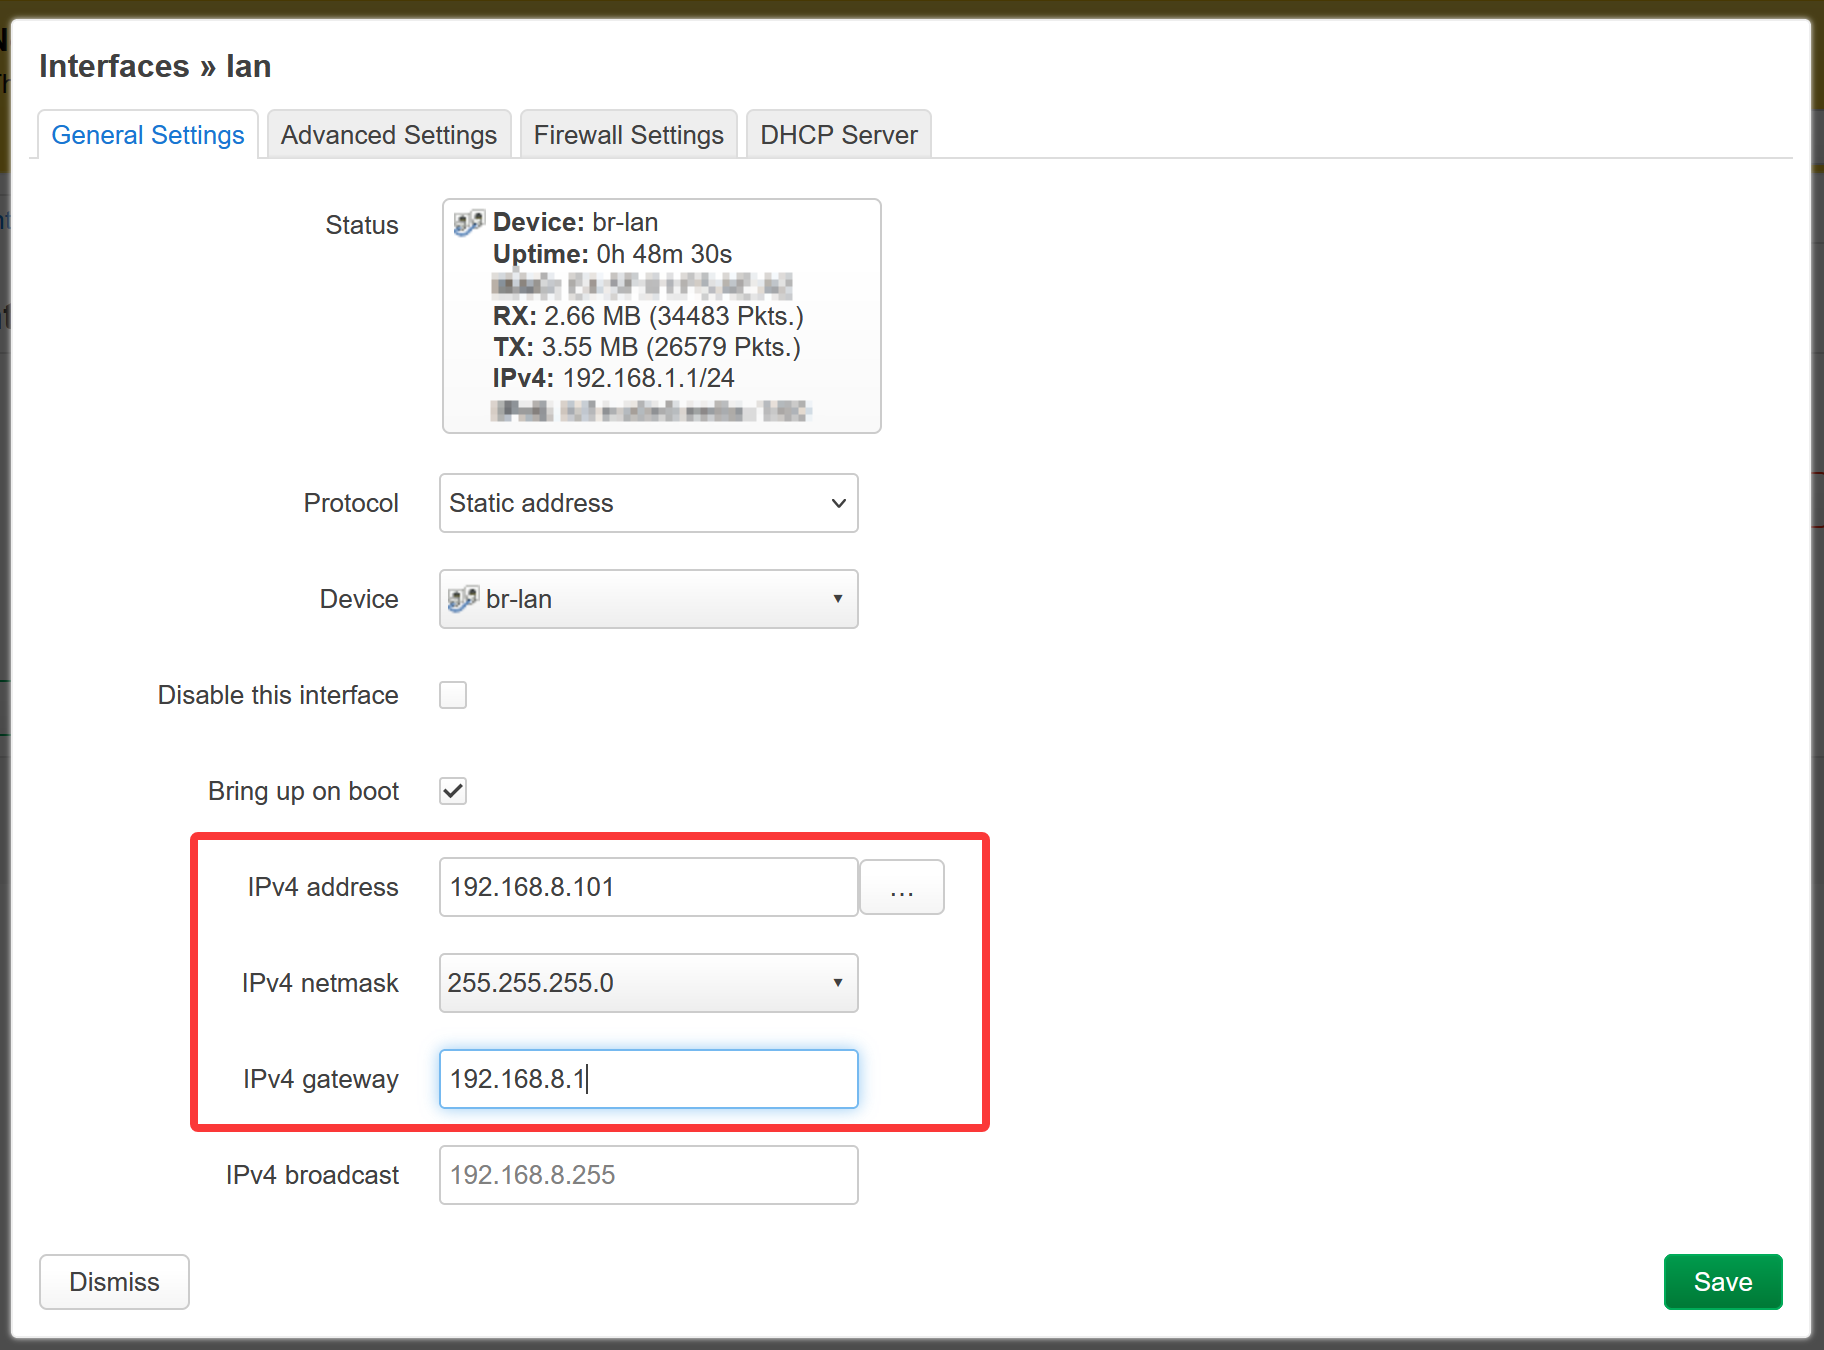 Interfaces » lan
General Settings
Advanced Settings
Firewall Settings
DHCP Server
Status
Device: br-lan
Uptime: 0h 48m 30s
RX: 2.66 MB (34483 Pkts.)
TX: 3.55 MB (26579 Pkts.)
IPv4: 192.168.1.1/24
Protocol
Static address
Device
br-lan
Disable this interface
Bring up on boot
IPv4 address
192.168.8.101
...
IPv4 netmask
255.255.255.0
IPv4 gateway
192.168.8.1
IPv4 broadcast
192.168.8.255
Dismiss
Save